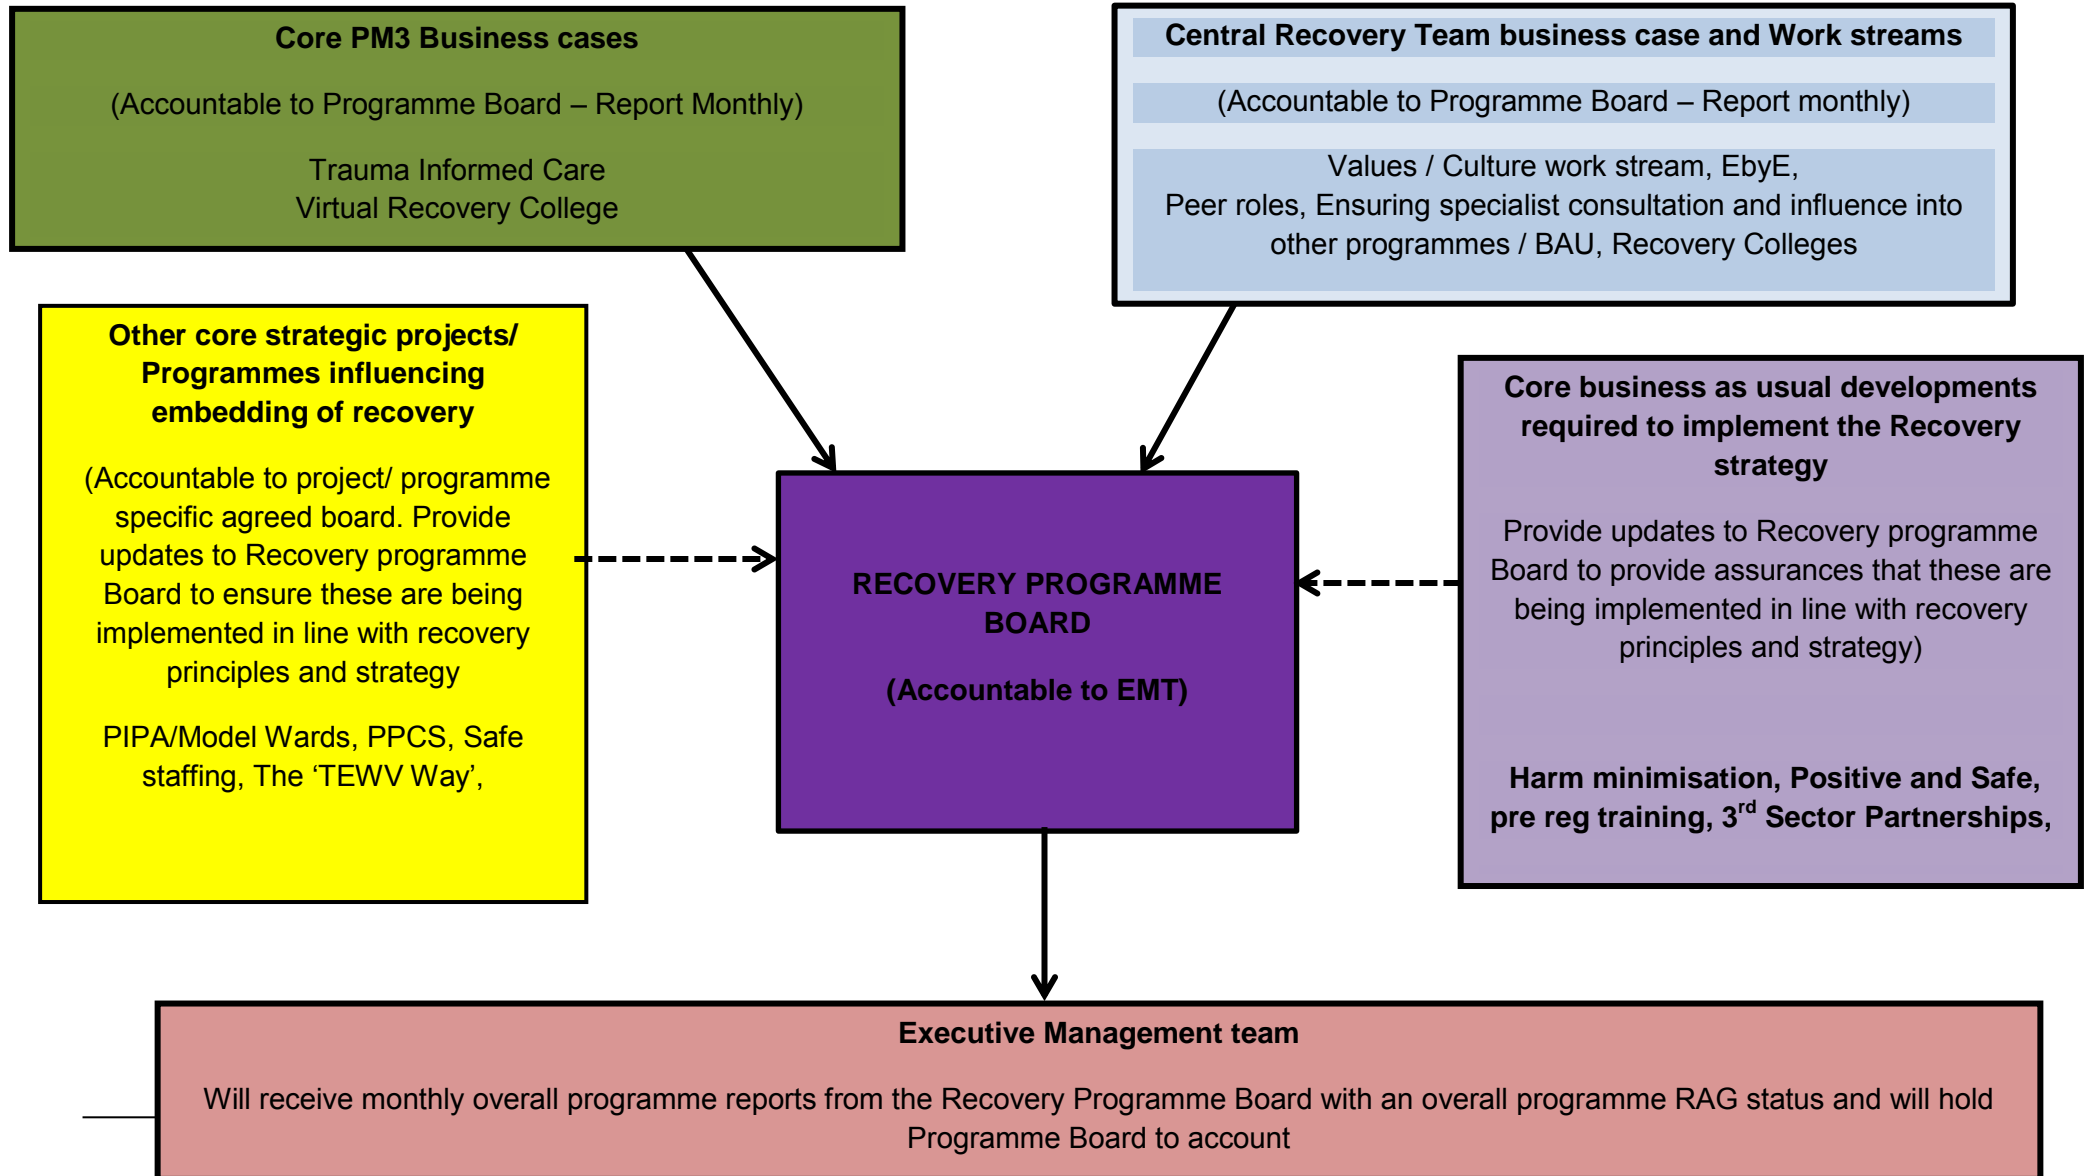 Core PM3 Business cases
(Accountable to Programme Board – Report Monthly)
Trauma Informed Care
Virtual Recovery College
Central Recovery Team business case and Work streams
(Accountable to Programme Board – Report monthly)
Values / Culture work stream, EbyE,
Peer roles, Ensuring specialist consultation and influence into
other programmes / BAU, Recovery Colleges
Other core strategic projects/
Programmes influencing
embedding of recovery
(Accountable to project/ programme
specific agreed board. Provide
updates to Recovery programme
Board to ensure these are being
implemented in line with recovery
principles and strategy
PIPA/Model Wards, PPCS, Safe
staffing, The ‘TEWV Way’,
RECOVERY PROGRAMME
BOARD
(Accountable to EMT)
Core business as usual developments
required to implement the Recovery
strategy
Provide updates to Recovery programme
Board to provide assurances that these are
being implemented in line with recovery
principles and strategy)
Harm minimisation, Positive and Safe,
pre reg training, 3rd Sector Partnerships,
Executive Management team
Will receive monthly overall programme reports from the Recovery Programme Board with an overall programme RAG status and will hold
Programme Board to account